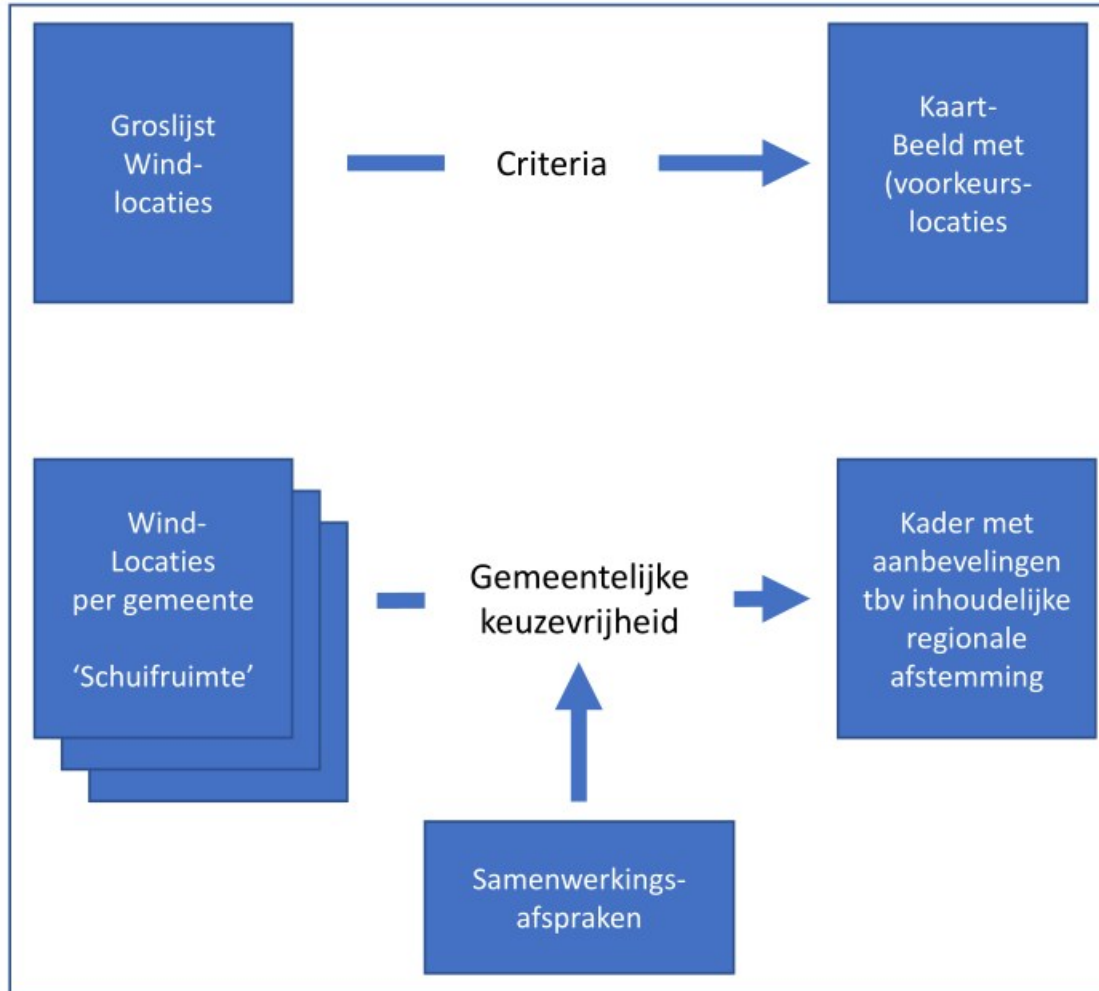 Groslijst
Wind-
locaties
Criteria
Kaart-
Beeld met
(voorkeurs-
locaties
Wind-
Locaties
per gemeente
‘Schuifruimte’
Gemeentelijke
keuzevrijheid
Kader met
aanbevelingen
tbv inhoudelijke
regionale
afstemming
Samenwerkings-
afspraken